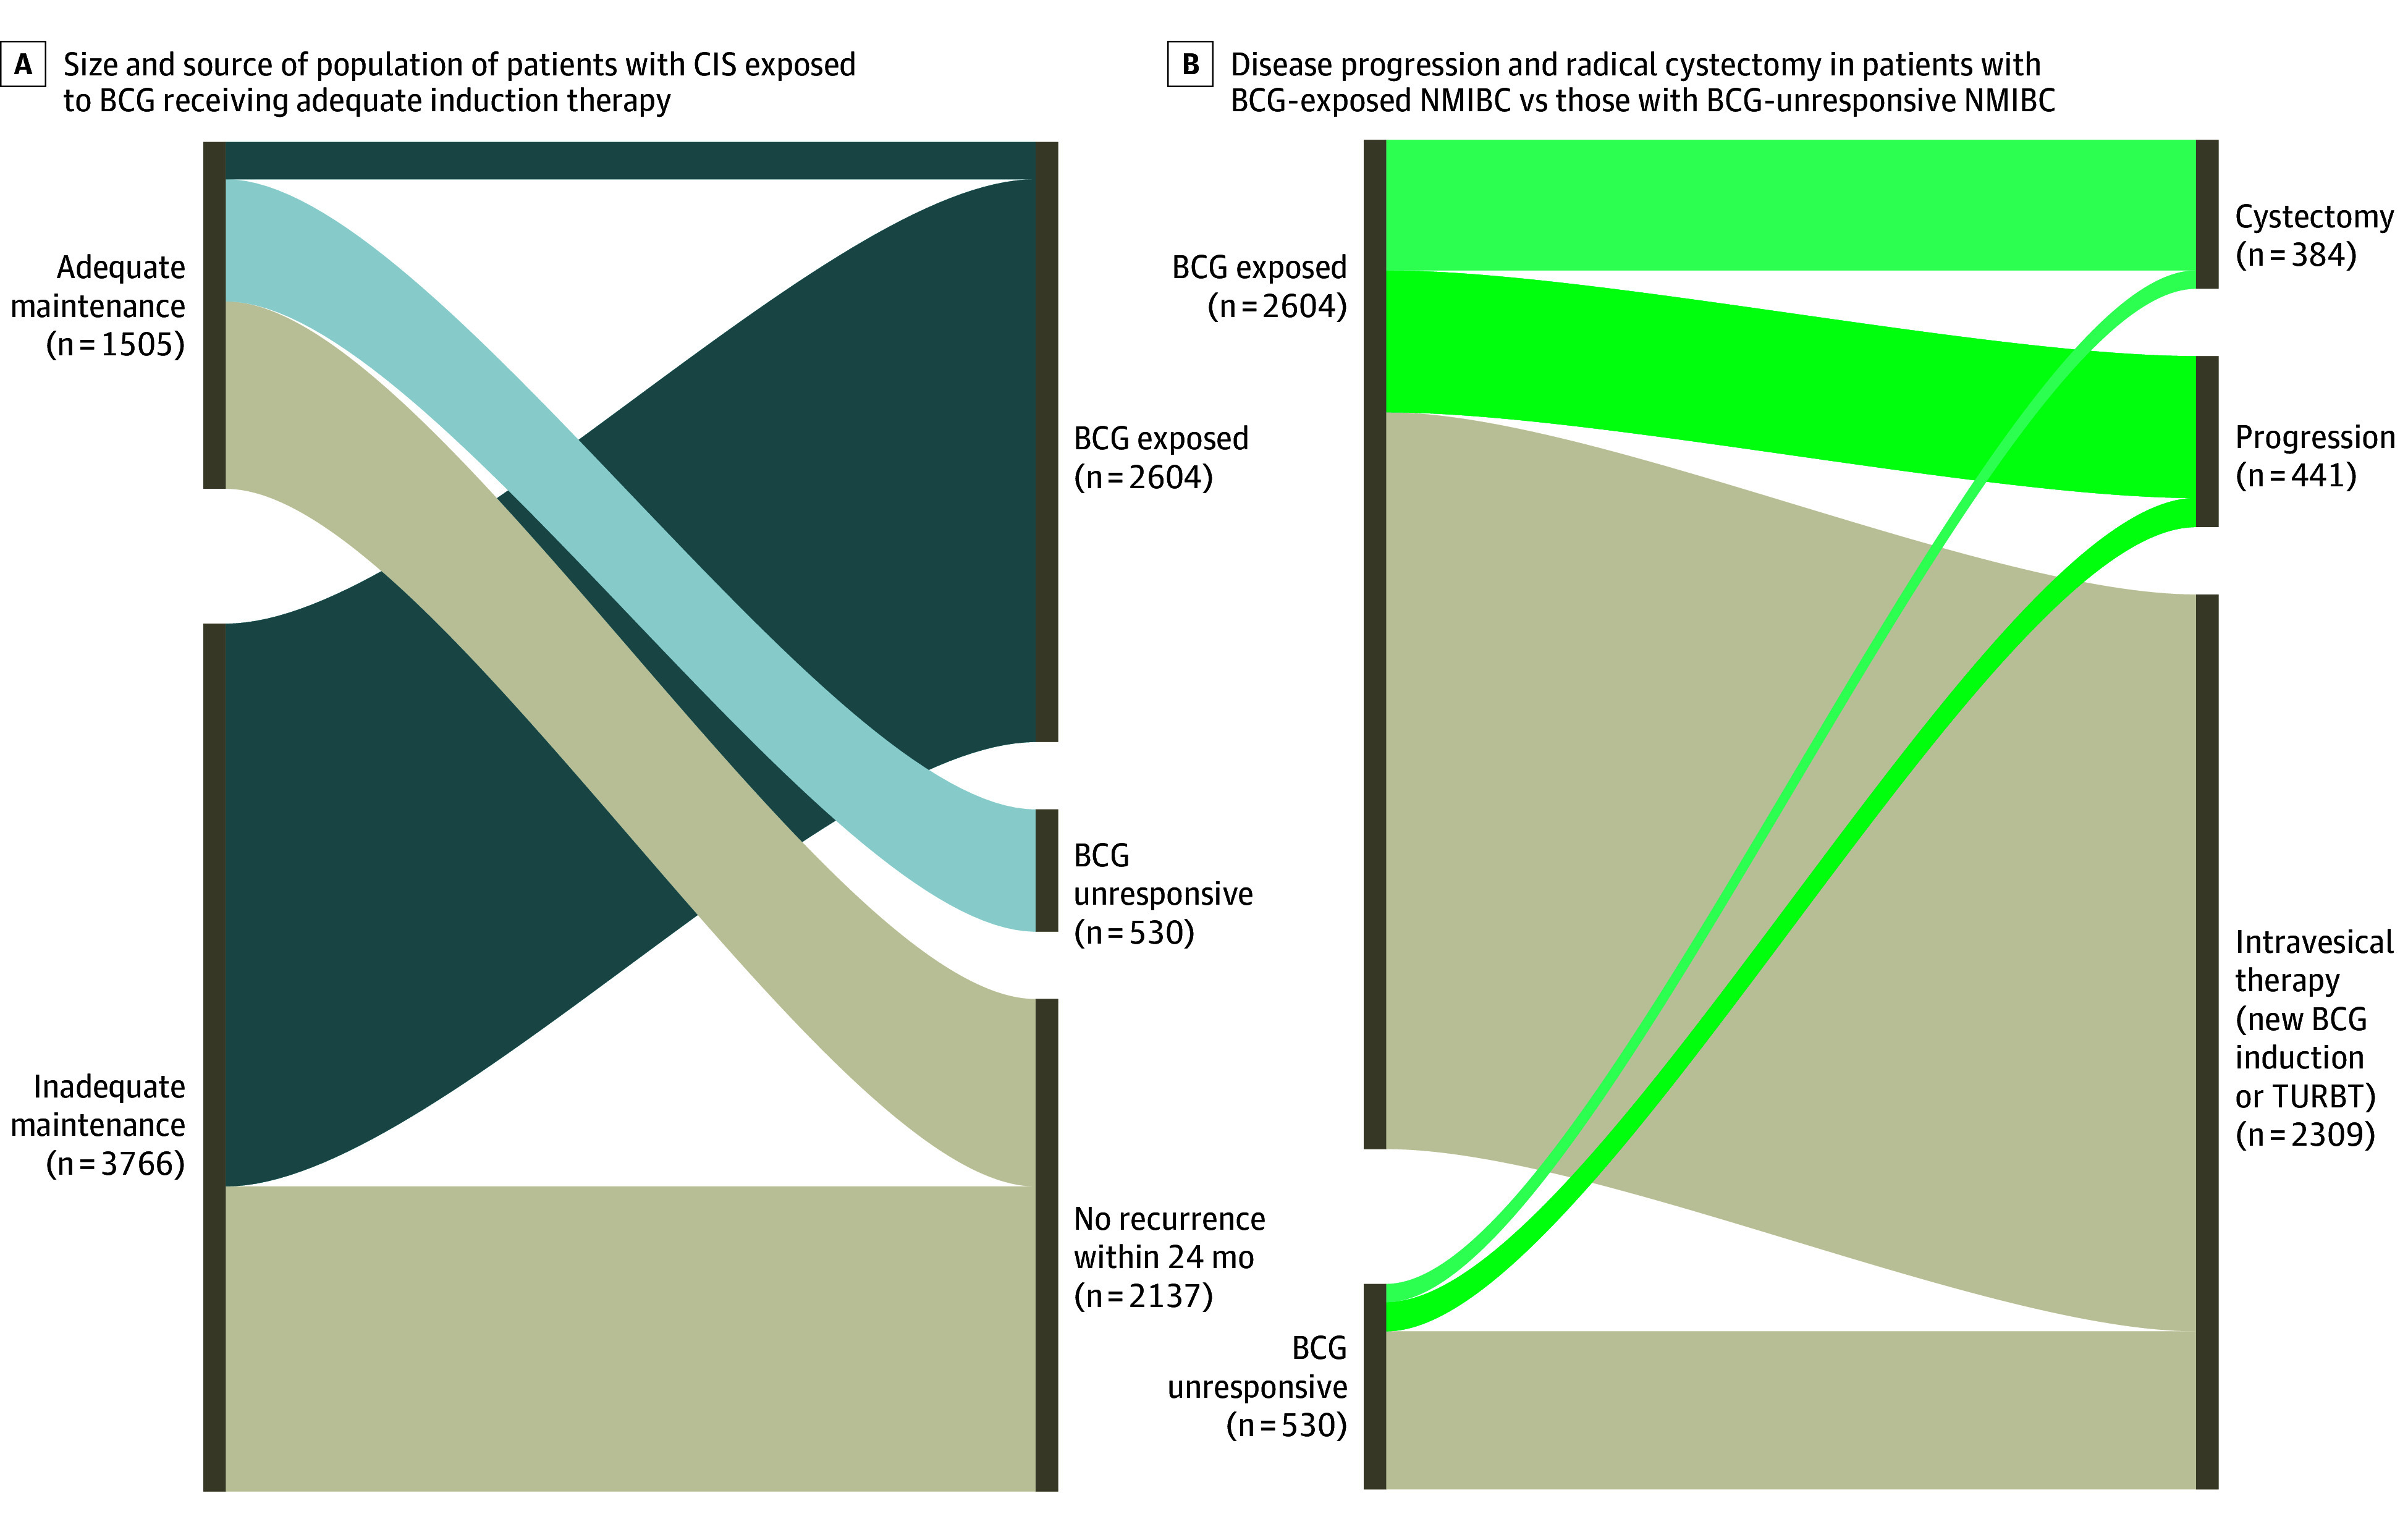 A
Size and source of population of patients with CIS exposed
to BCG receiving adequate induction therapy
Adequate
maintenance
(n = 1505)
Inadequate
maintenance
(n = 3766)
BCG exposed
(n = 2604)
BCG
unresponsive
(n = 530)
No recurrence
within 24 mo
(n = 2137)
B
Disease progression and radical cystectomy in patients with
BCG-exposed NMIBC vs those with BCG-unresponsive NMIBC
BCG exposed
(n = 2604)
BCG
unresponsive
(n = 530)
Cystectomy
(n = 384)
Progression
(n = 441)
Intravesical
therapy
(new BCG
induction
or TURBT)
(n = 2309)